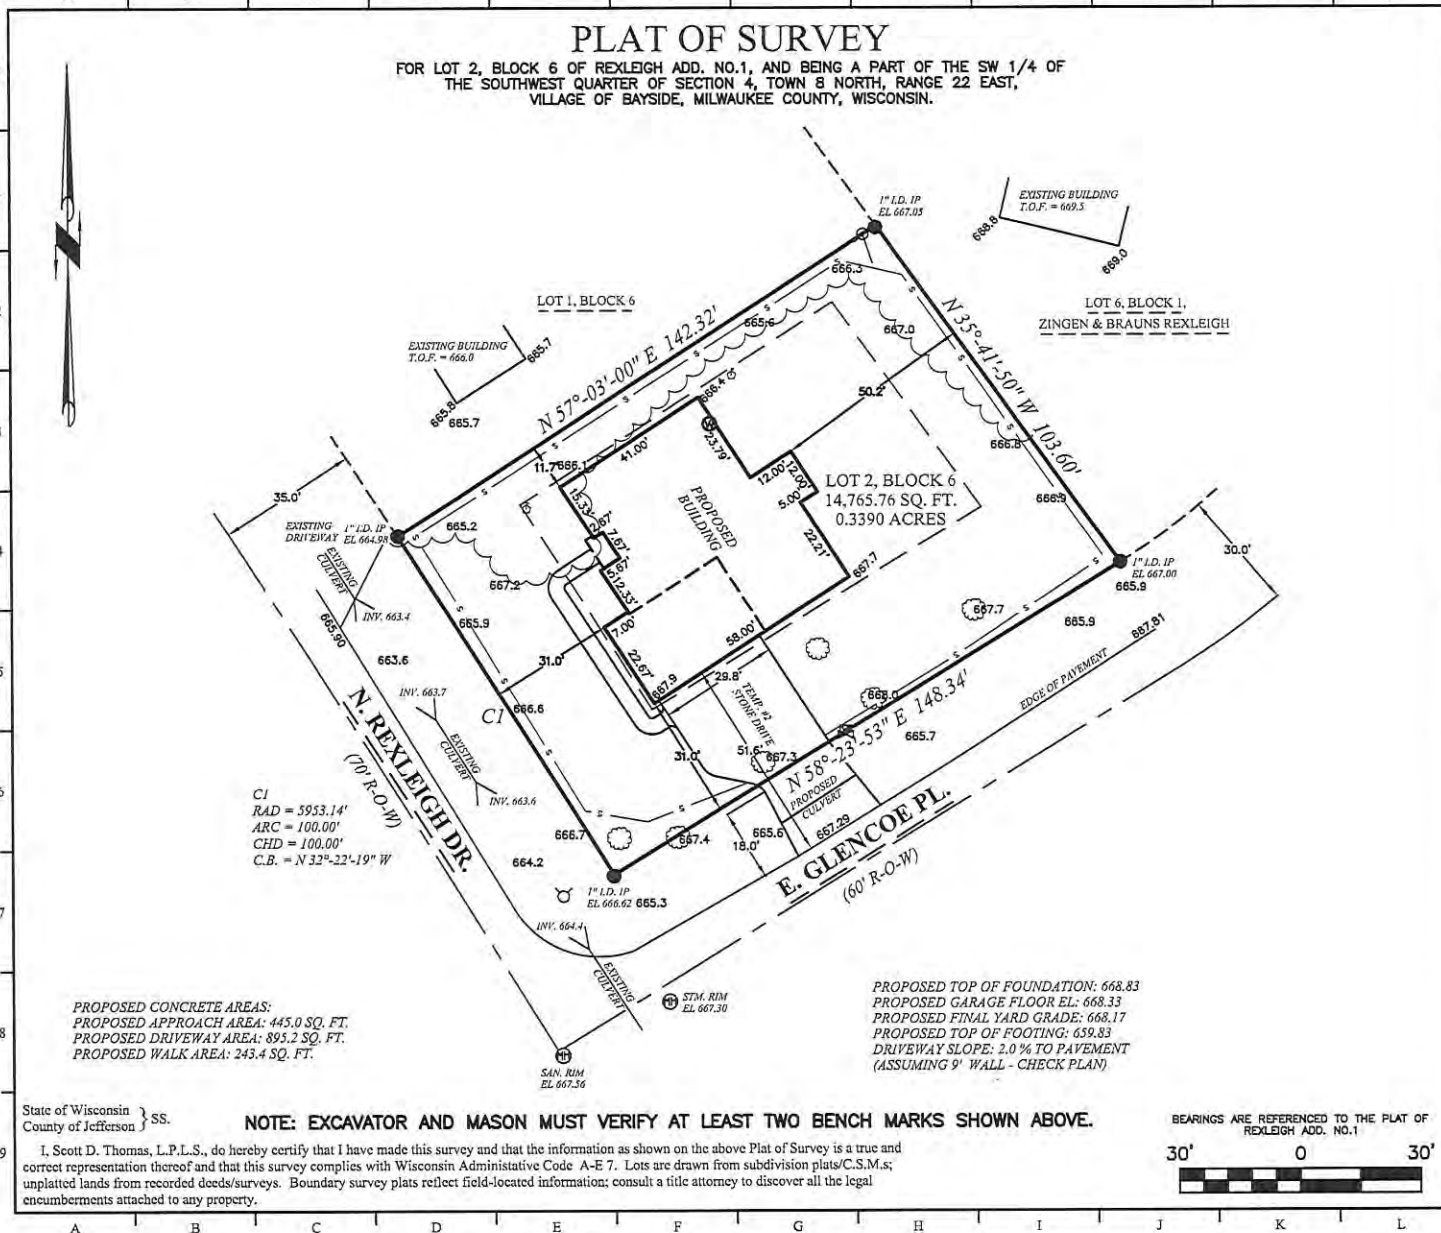 PLAT OF SURVEY
FOR LOT 2, BLOCK 6 OF REXLEIGH ADD. NO.1, AND BEING A PART OF THE SW 1/4 OF
THE SOUTHWEST QUARTER OF SECTION 4, TOWN 8 NORTH, RANGE 22 EAST,
VILLAGE OF BAYSIDE, MILWAUKEE COUNTY, WISCONSIN.
1" I.D. IP
EL 667.05
EXISTING BUILDING
T.O.F. = 669.5
668.8
669.0
666.3
LOT 1, BLOCK 6
LOT 6, BLOCK 1,
ZINGEN & BRAUNS REXLEIGH
EXISTING BUILDING
T.O.F. = 666.0
665.7
665.8
665.7
N 57°-03'-00" E 142.32'
665.6
667.0
N 35°-41'-50" W 103.60'
666.4
50.2'
666.8
11.7'
666.1
41.00'
23.79'
12.00'
12.00'
5.00'
LOT 2, BLOCK 6
14,765.76 SQ. FT.
0.3390 ACRES
666.9
35.0'
EXISTING
DRIVEWAY
1" I.D. IP
EL 664.98
665.2
15.33'
2.67'
7.67'
5.67'
12.33'
PROPOSED
BUILDING
22.21'
667.7
30.0'
1" I.D. IP
EL 667.00
665.9
EXISTING
CULVERT
INV. 663.4
665.90
667.2
665.9
667.7
665.9
667.81
7.00'
58.00'
663.6
31.0'
22.67'
667.9
29.8'
EDGE OF PAVEMENT
INV. 663.7
C1
666.6
TEMP. #2
STONE DRIVE
668.0
N 58°-23'-53" E 148.34'
665.7
N. REXLEIGH DR.
(70' R-O-W)
EXISTING
CULVERT
INV. 663.6
31.0'
51.6'
667.3
PROPOSED
CULVERT
C1
RAD = 5953.14'
ARC = 100.00'
CHD = 100.00'
C.B. = N 32°-22'-19" W
666.7
667.4
665.6
667.29
18.0'
664.2
E. GLENCOE PL.
(60' R-O-W)
1" I.D. IP
EL 666.62
665.3
INV. 664.4
EXISTING
CULVERT
MH
STM. RIM
EL 667.30
MH
SAN. RIM
EL 667.56
PROPOSED CONCRETE AREAS:
PROPOSED APPROACH AREA: 445.0 SQ. FT.
PROPOSED DRIVEWAY AREA: 895.2 SQ. FT.
PROPOSED WALK AREA: 243.4 SQ. FT.
PROPOSED TOP OF FOUNDATION: 668.83
PROPOSED GARAGE FLOOR EL: 668.33
PROPOSED FINAL YARD GRADE: 668.17
PROPOSED TOP OF FOOTING: 659.83
DRIVEWAY SLOPE: 2.0 % TO PAVEMENT
(ASSUMING 9' WALL - CHECK PLAN)
State of Wisconsin
County of Jefferson } SS.
NOTE: EXCAVATOR AND MASON MUST VERIFY AT LEAST TWO BENCH MARKS SHOWN ABOVE.
I, Scott D. Thomas, L.P.L.S., do hereby certify that I have made this survey and that the information as shown on the above Plat of Survey is a true and
correct representation thereof and that this survey complies with Wisconsin Administative Code A-E 7. Lots are drawn from subdivision plats/C.S.M.s;
unplatted lands from recorded deeds/surveys. Boundary survey plats reflect field-located information; consult a title attorney to discover all the legal
encumberments attached to any property.
BEARINGS ARE REFERENCED TO THE PLAT OF
REXLEIGH ADD. NO.1
30' 0 30'
A B C D E F G H I J K L